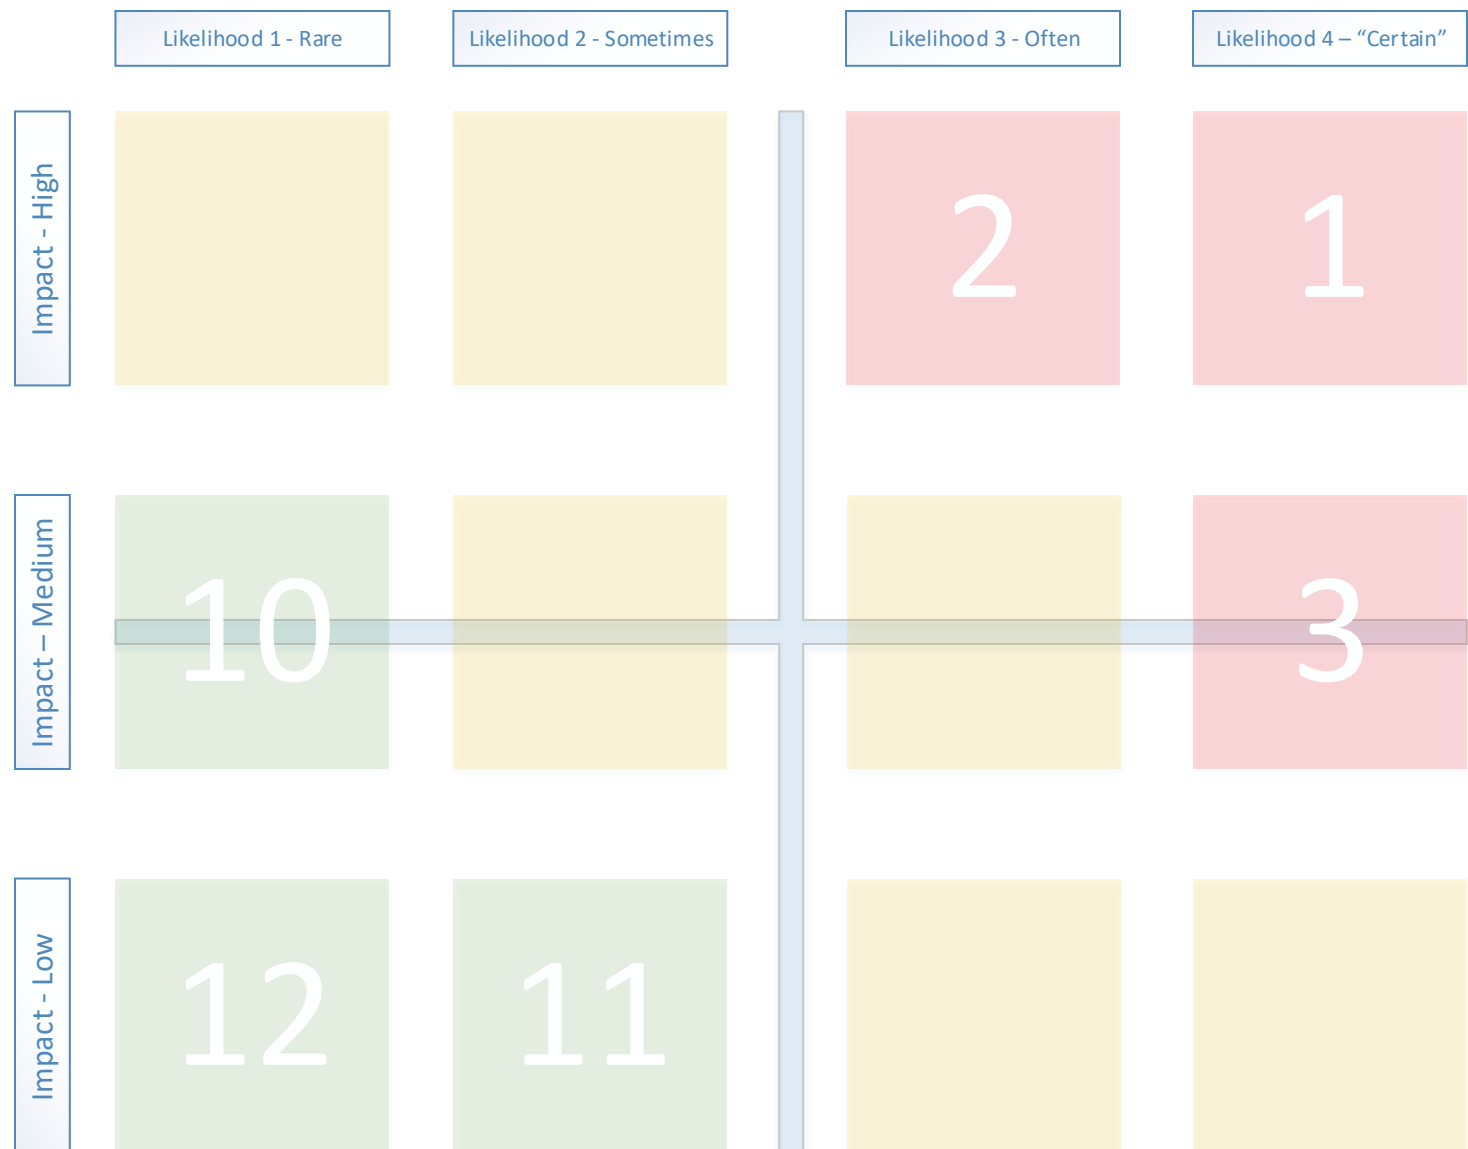 Likelihood 1 - Rare
Likelihood 2 - Sometimes
Likelihood 3 - Often
Likelihood 4 – “Certain”
Impact - High
2
1
Impact – Medium
10
3
Impact - Low
12
11